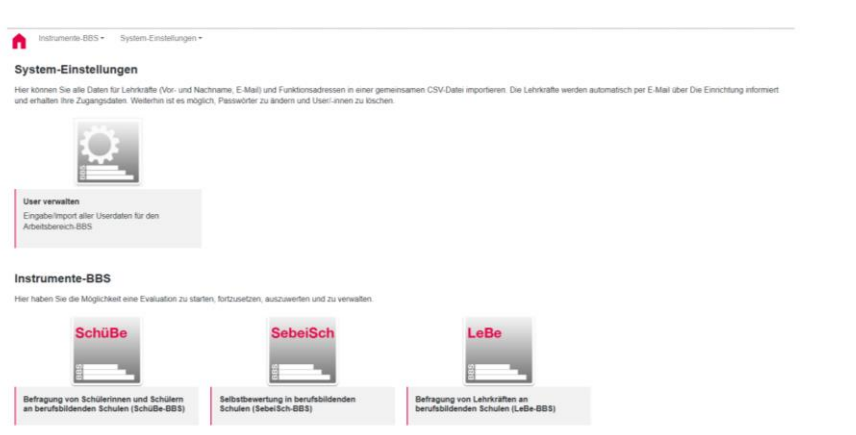 Instrumente-BBS System-Einstellungen
System-Einstellungen
Hier können Sie alle Daten für Lehrkräfte (Vor- und Nachname, E-Mail) und Funktionsadressen in einer gemeinsamen CSV-Datei importieren. Die Lehrkräfte werden automatisch per E-Mail über Die Einrichtung informiert
und erhalten Ihre Zugangsdaten. Weiterhin ist es möglich, Passwörter zu ändern und User/-innen zu löschen.
BBS
User verwalten
Eingabe/Import aller Userdaten für den
Arbeitsbereich-BBS
Instrumente-BBS
Hier haben Sie die Möglichkeit eine Evaluation zu starten, fortzusetzen, auszuwerten und zu verwalten.
SchüBe SebeiSch LeBe
BBS BBS BBS
Befragung von Schülerinnen und Schülern
an berufsbildenden Schulen (SchüBe-BBS)
Selbstbewertung in berufsbildenden
Schulen (SebeiSch-BBS)
Befragung von Lehrkräften an
berufsbildenden Schulen (LeBe-BBS)